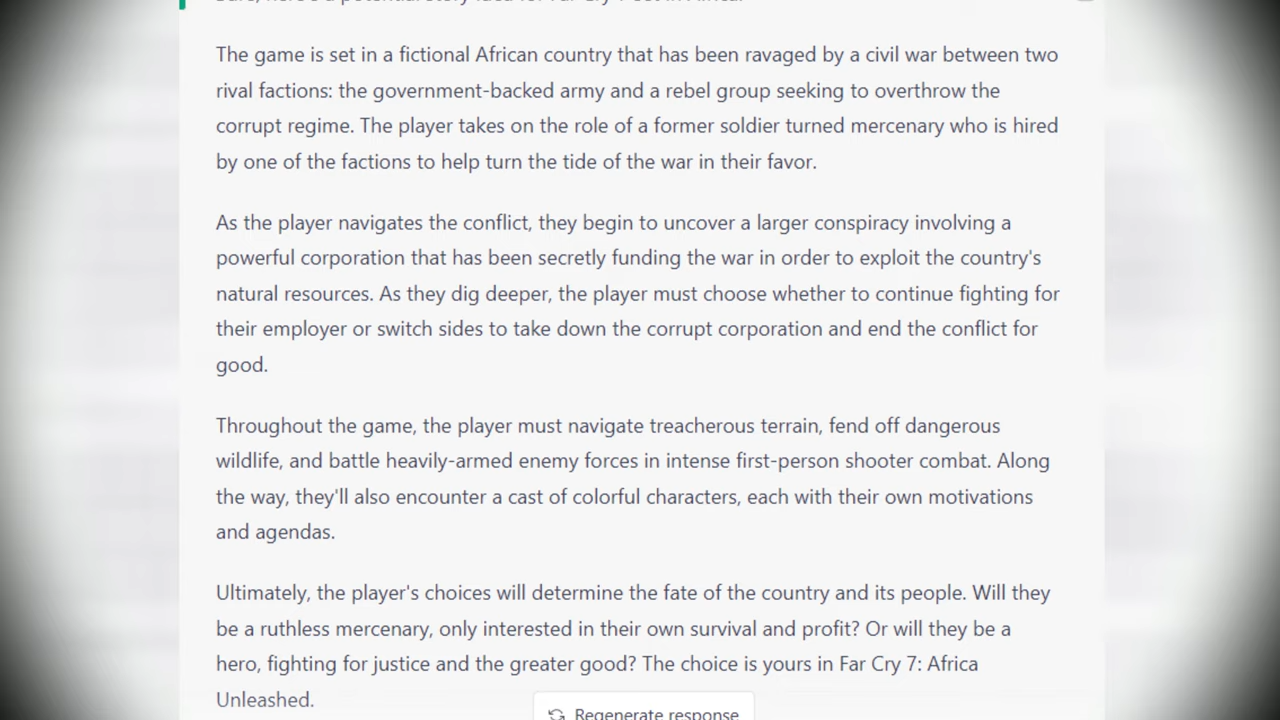 The game is set in a fictional African country that has been ravaged by a civil war between two
rival factions: the government-backed army and a rebel group seeking to overthrow the
corrupt regime. The player takes on the role of a former soldier turned mercenary who is hired
by one of the factions to help turn the tide of the war in their favor.
As the player navigates the conflict, they begin to uncover a larger conspiracy involving a
powerful corporation that has been secretly funding the war in order to exploit the country's
natural resources. As they dig deeper, the player must choose whether to continue fighting for
their employer or switch sides to take down the corrupt corporation and end the conflict for
good.
Throughout the game, the player must navigate treacherous terrain, fend off dangerous
wildlife, and battle heavily-armed enemy forces in intense first-person shooter combat. Along
the way, they'll also encounter a cast of colorful characters, each with their own motivations
and agendas.
Ultimately, the player's choices will determine the fate of the country and its people. Will they
be a ruthless mercenary, only interested in their own survival and profit? Or will they be a
hero, fighting for justice and the greater good? The choice is yours in Far Cry 7: Africa
Unleashed.
Regenerate response